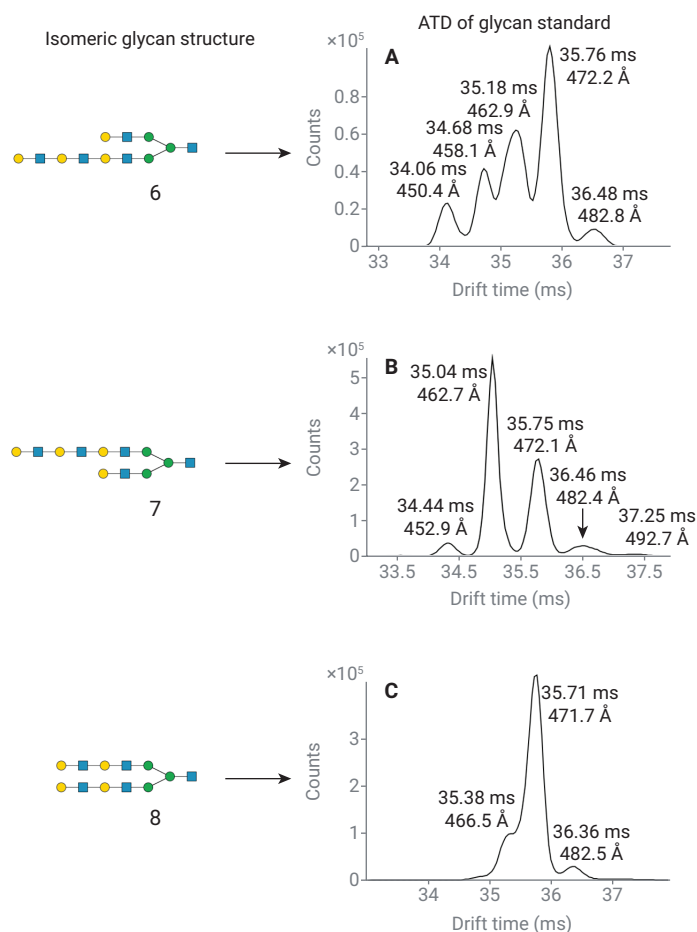 Isomeric glycan structure
ATD of glycan standard
6
×10⁵
A
Counts
0.8
0.6
0.4
0.2
0
34.06 ms
450.4 Å
34.68 ms
458.1 Å
35.18 ms
462.9 Å
35.76 ms
472.2 Å
36.48 ms
482.8 Å
33
34
35
36
37
Drift time (ms)
7
×10⁵
B
Counts
5
4
3
2
1
0
34.44 ms
452.9 Å
35.04 ms
462.7 Å
35.75 ms
472.1 Å
36.46 ms
482.4 Å
37.25 ms
492.7 Å
33.5
34.5
35.5
36.5
37.5
Drift time (ms)
8
×10⁵
C
Counts
3
2
1
0
35.38 ms
466.5 Å
35.71 ms
471.7 Å
36.36 ms
482.5 Å
34
35
36
37
Drift time (ms)